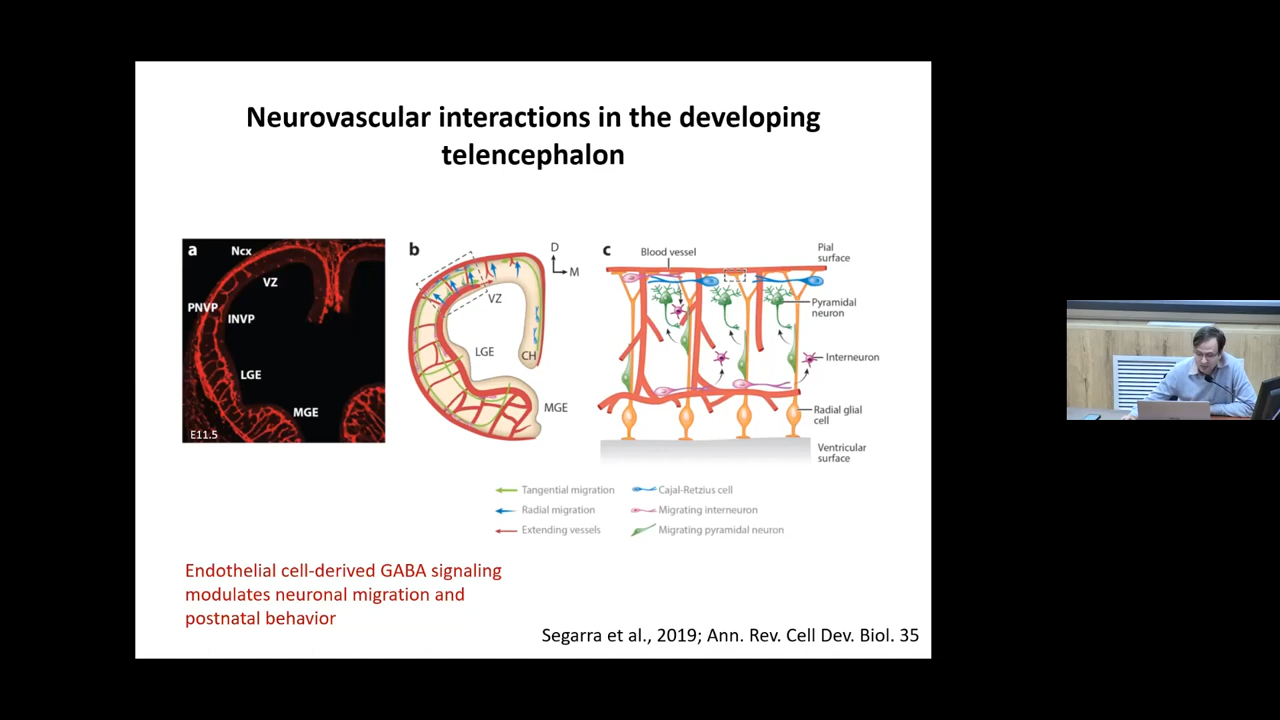 Neurovascular interactions in the developing
telencephalon
a
Ncx
VZ
PNVP
INVP
LGE
MGE
E11.5
b
D
M
VZ
LGE
CH
MGE
c
Blood vessel
Pial
surface
Pyramidal
neuron
Interneuron
Radial glial
cell
Ventricular
surface
Tangential migration
Radial migration
Extending vessels
Cajal-Retzius cell
Migrating interneuron
Migrating pyramidal neuron
Endothelial cell-derived GABA signaling
modulates neuronal migration and
postnatal behavior
Segarra et al., 2019; Ann. Rev. Cell Dev. Biol. 35